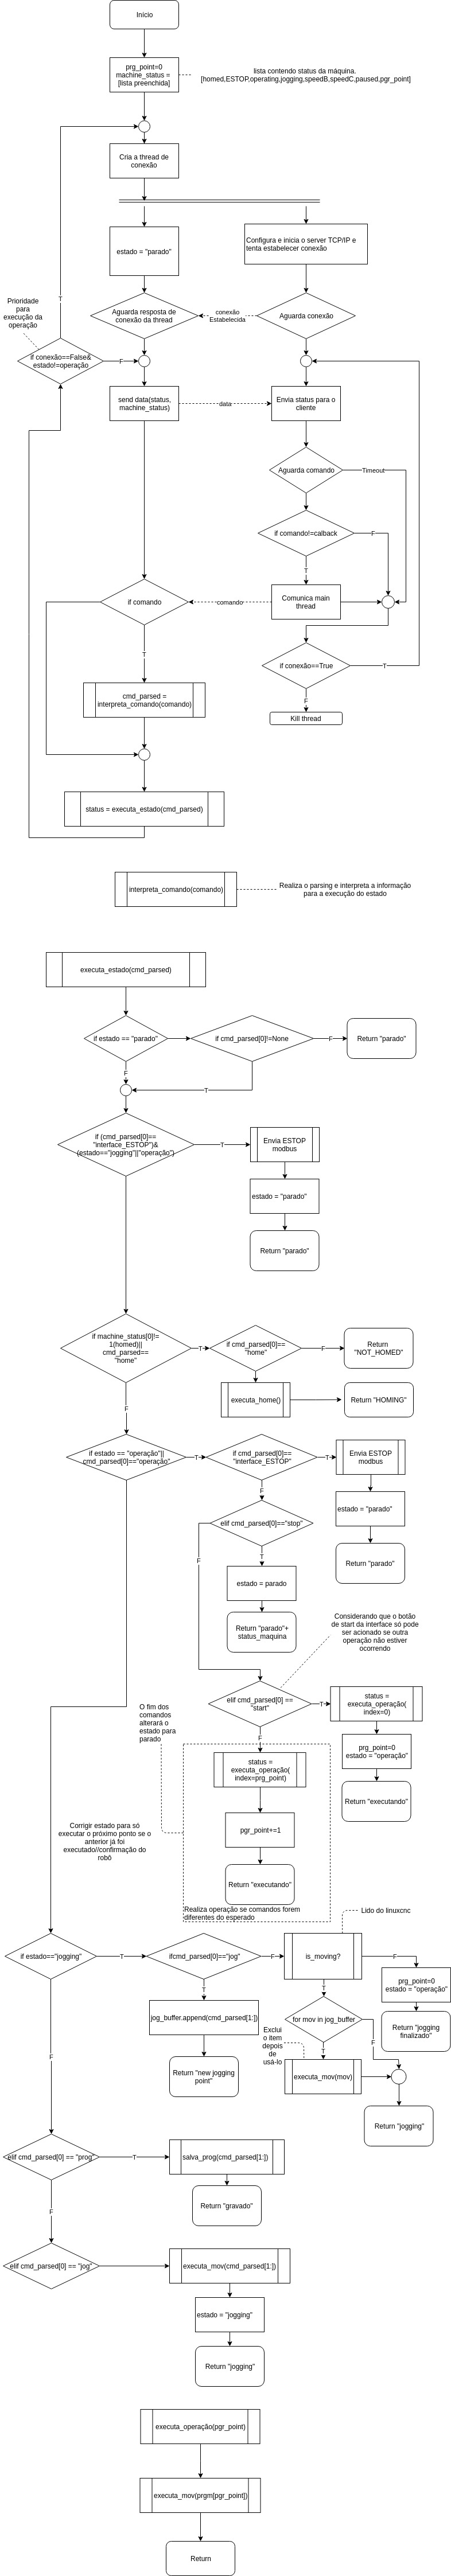 Início
prg_point=0
machine_status =
[lista preenchida]
lista contendo status da máquina.
[homed,ESTOP,operating,jogging,speedB,speedC,paused,pgr_point]
Cria a thread de
conexão
estado = "parado"
Configura e inicia o server TCP/IP e
tenta estabelecer conexão
Prioridade
para
execução da
operação
T
Aguarda resposta de
conexão da thread
conexão
Estabelecida
Aguarda conexão
if conexão==False&
estado!=operação
F
send data(status,
machine_status)
data
Envia status para o
cliente
Aguarda comando
Timeout
if comando!=calback
F
T
if comando
comando
Comunica main
thread
T
if conexão==True
T
F
cmd_parsed =
interpreta_comando(comando)
Kill thread
status = executa_estado(cmd_parsed)
interpreta_comando(comando)
Realiza o parsing e interpreta a informação
para a execução do estado
executa_estado(cmd_parsed)
if estado == "parado"
if cmd_parsed[0]!=None
F
Return "parado"
F
T
if (cmd_parsed[0]==
"interface_ESTOP")&
(estado=="jogging"||"operação")
T
Envia ESTOP
modbus
estado = "parado"
Return "parado"
if machine_status[0]!=
1(homed)||
cmd_parsed==
"home"
T
if cmd_parsed[0]==
"home"
F
Return
"NOT_HOMED"
executa_home()
Return "HOMING"
F
if estado == "operação"||
cmd_parsed[0]=="operação"
T
if cmd_parsed[0]==
"interface_ESTOP"
T
Envia ESTOP
modbus
F
estado = "parado"
elif cmd_parsed[0]=="stop"
F
T
Return "parado"
estado = parado
Return "parado"+
status_maquina
Considerando que o botão
de start da interface só pode
ser acionado se outra
operação não estiver
ocorrendo
elif cmd_parsed[0] ==
"start"
T
status =
executa_operação(
index=0)
O fim dos
comandos
alterará o
estado para
parado
F
prg_point=0
estado = "operação"
status =
executa_operação(
index=prg_point)
Return "executando"
pgr_point+=1
Corrigir estado para só
executar o próximo ponto se o
anterior já foi
executado//confirmação do
robô
Return "executando"
Realiza operação se comandos forem
diferentes do esperado
Lido do linuxcnc
if estado=="jogging"
T
ifcmd_parsed[0]=="jog"
F
is_moving?
F
T
T
prg_point=0
estado = "operação"
jog_buffer.append(cmd_parsed[1:])
for mov in jog_buffer
F
Return "jogging
finalizado"
Exclui
o item
depois
de
usá-lo
T
F
Return "new jogging
point"
executa_mov(mov)
Return "jogging"
elif cmd_parsed[0] == "prog"
T
salva_prog(cmd_parsed[1:])
Return "gravado"
F
elif cmd_parsed[0] == "jog"
executa_mov(cmd_parsed[1:])
estado = "jogging"
Return "jogging"
executa_operação(pgr_point)
executa_mov(prgm[pgr_point])
Return